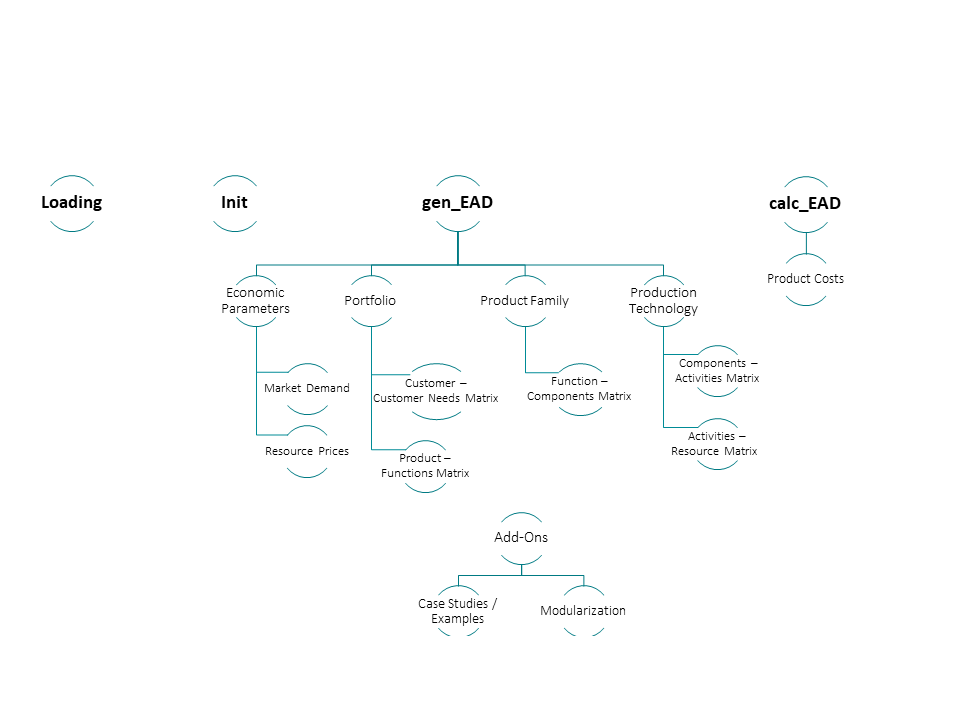 Loading
Init
gen_EAD
calc_EAD
Product Costs
Economic
Parameters
Portfolio
Product Family
Production
Technology
Market Demand
Resource Prices
Customer –
Customer Needs Matrix
Product –
Functions Matrix
Function –
Components Matrix
Components –
Activities Matrix
Activities –
Resource Matrix
Add-Ons
Case Studies /
Examples
Modularization